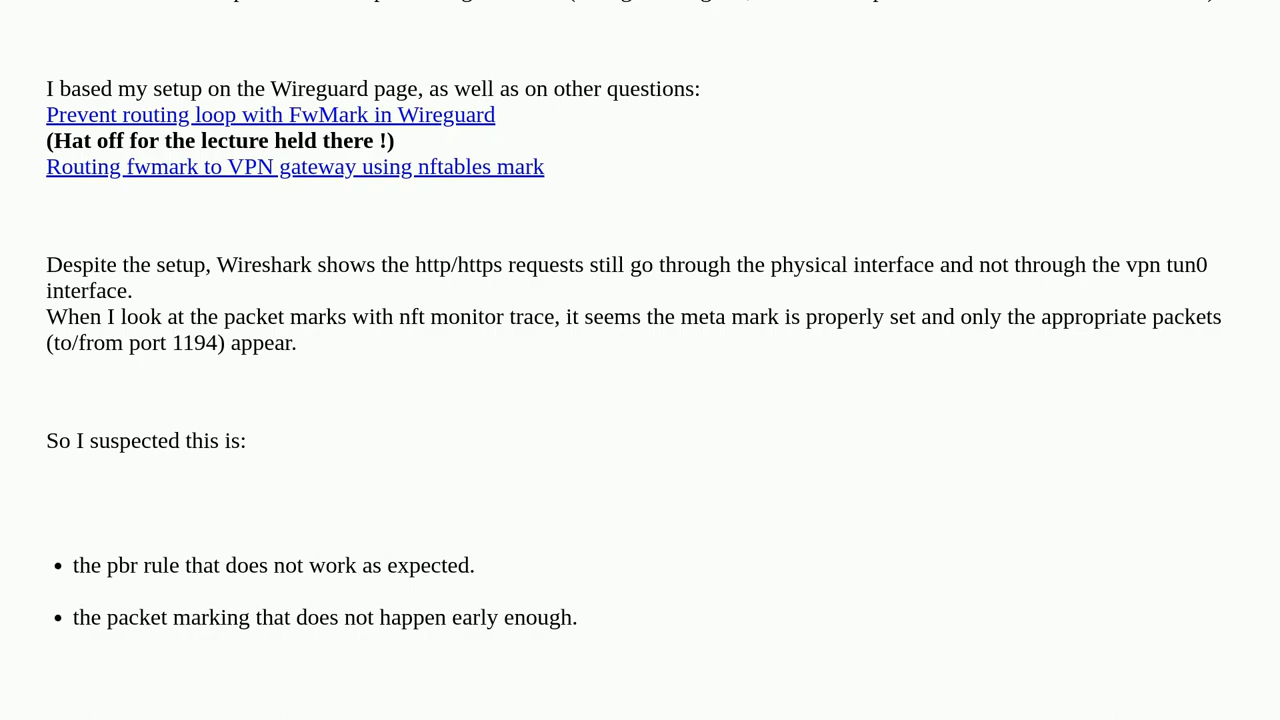 I based my setup on the Wireguard page, as well as on other questions:
Prevent routing loop with FwMark in Wireguard
(Hat off for the lecture held there !)
Routing fwmark to VPN gateway using nftables mark
Despite the setup, Wireshark shows the http/https requests still go through the physical interface and not through the vpn tun0
interface.
When I look at the packet marks with nft monitor trace, it seems the meta mark is properly set and only the appropriate packets
(to/from port 1194) appear.
So I suspected this is:
• the pbr rule that does not work as expected.
• the packet marking that does not happen early enough.